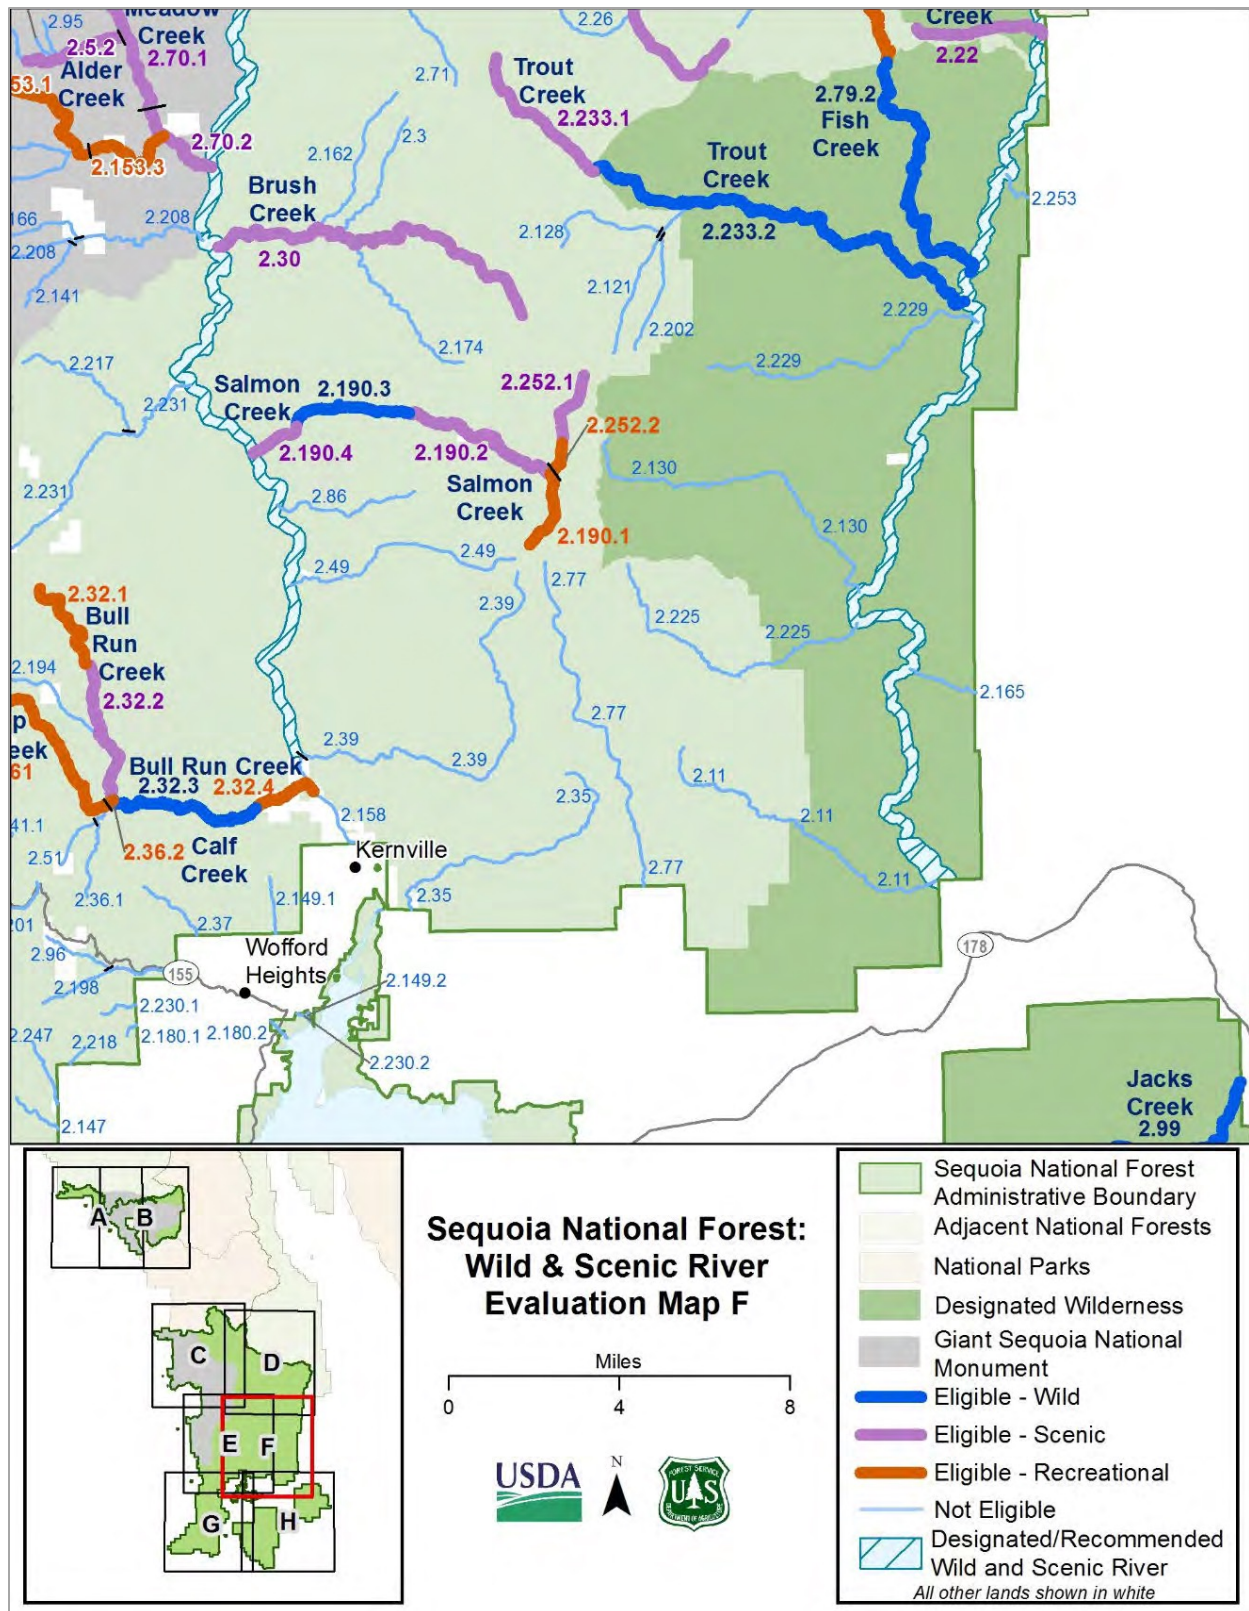 Meadow
Creek
2.95
2.5.2
2.70.1
Alder
Creek
53.1
2.70.2
2.153.3
2.26
2.71
Creek
2.22
Trout
Creek
2.233.1
2.79.2
Fish
Creek
2.3
2.162
Brush
Creek
Trout
Creek
2.253
166
2.208
2.208
2.30
2.128
2.233.2
2.141
2.121
2.229
2.202
2.174
2.229
2.217
Salmon
Creek
2.190.3
2.252.1
2.231
2.252.2
2.190.4
2.190.2
2.130
2.231
2.86
Salmon
Creek
2.130
2.190.1
2.49
2.49
2.77
2.32.1
2.39
Bull
Run
Creek
2.225
2.225
2.194
2.32.2
2.165
p
eek
61
2.77
2.39
2.39
Bull Run Creek
2.32.3
2.32.4
2.11
2.35
2.158
2.11
41.1
2.36.2
Calf
Creek
Kernville
2.51
2.77
2.11
2.36.1
2.149.1
2.35
201
2.37
2.96
Wofford
Heights
178
155
2.149.2
2.198
2.230.1
2.247
2.218
2.180.1
2.180.2
2.230.2
Jacks
Creek
2.99
2.147
A
B
C
D
E
F
G
H
Sequoia National Forest:
Wild & Scenic River
Evaluation Map F
Miles
0
4
8
USDA
N
FOREST SERVICE
U S
DEPARTMENT OF AGRICULTURE
Sequoia National Forest
Administrative Boundary
Adjacent National Forests
National Parks
Designated Wilderness
Giant Sequoia National
Monument
Eligible - Wild
Eligible - Scenic
Eligible - Recreational
Not Eligible
Designated/Recommended
Wild and Scenic River
All other lands shown in white